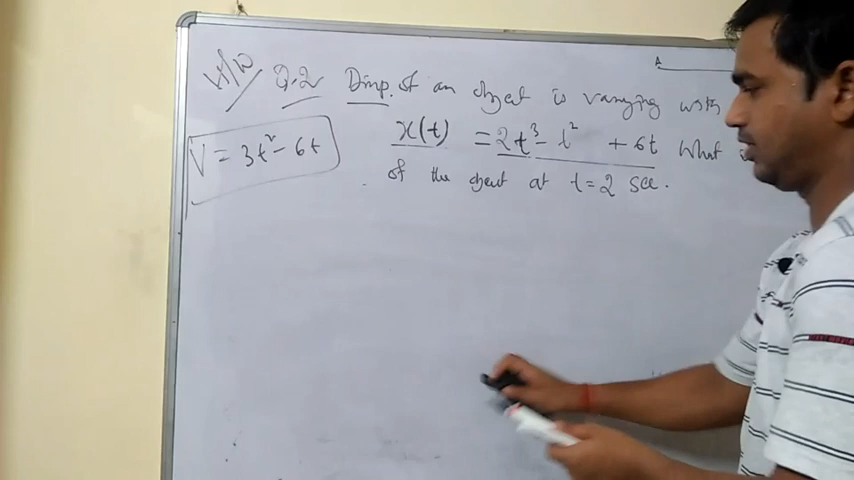 H/W Q.2 Disp. of an object is varying with
x(t) = 2t³ - t² + 6t What
of the object at t = 2 sec.
V = 3t² - 6t
A